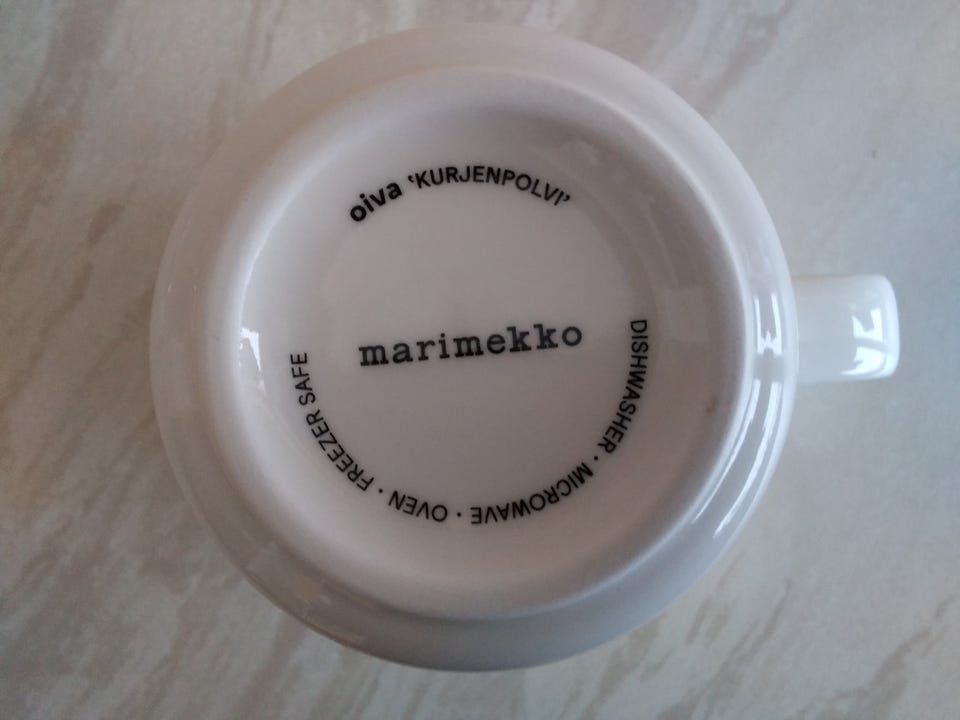 oiva ‘KURJENPOLVI’
marimekko
DISHWASHER · MICROWAVE · OVEN · FREEZER SAFE